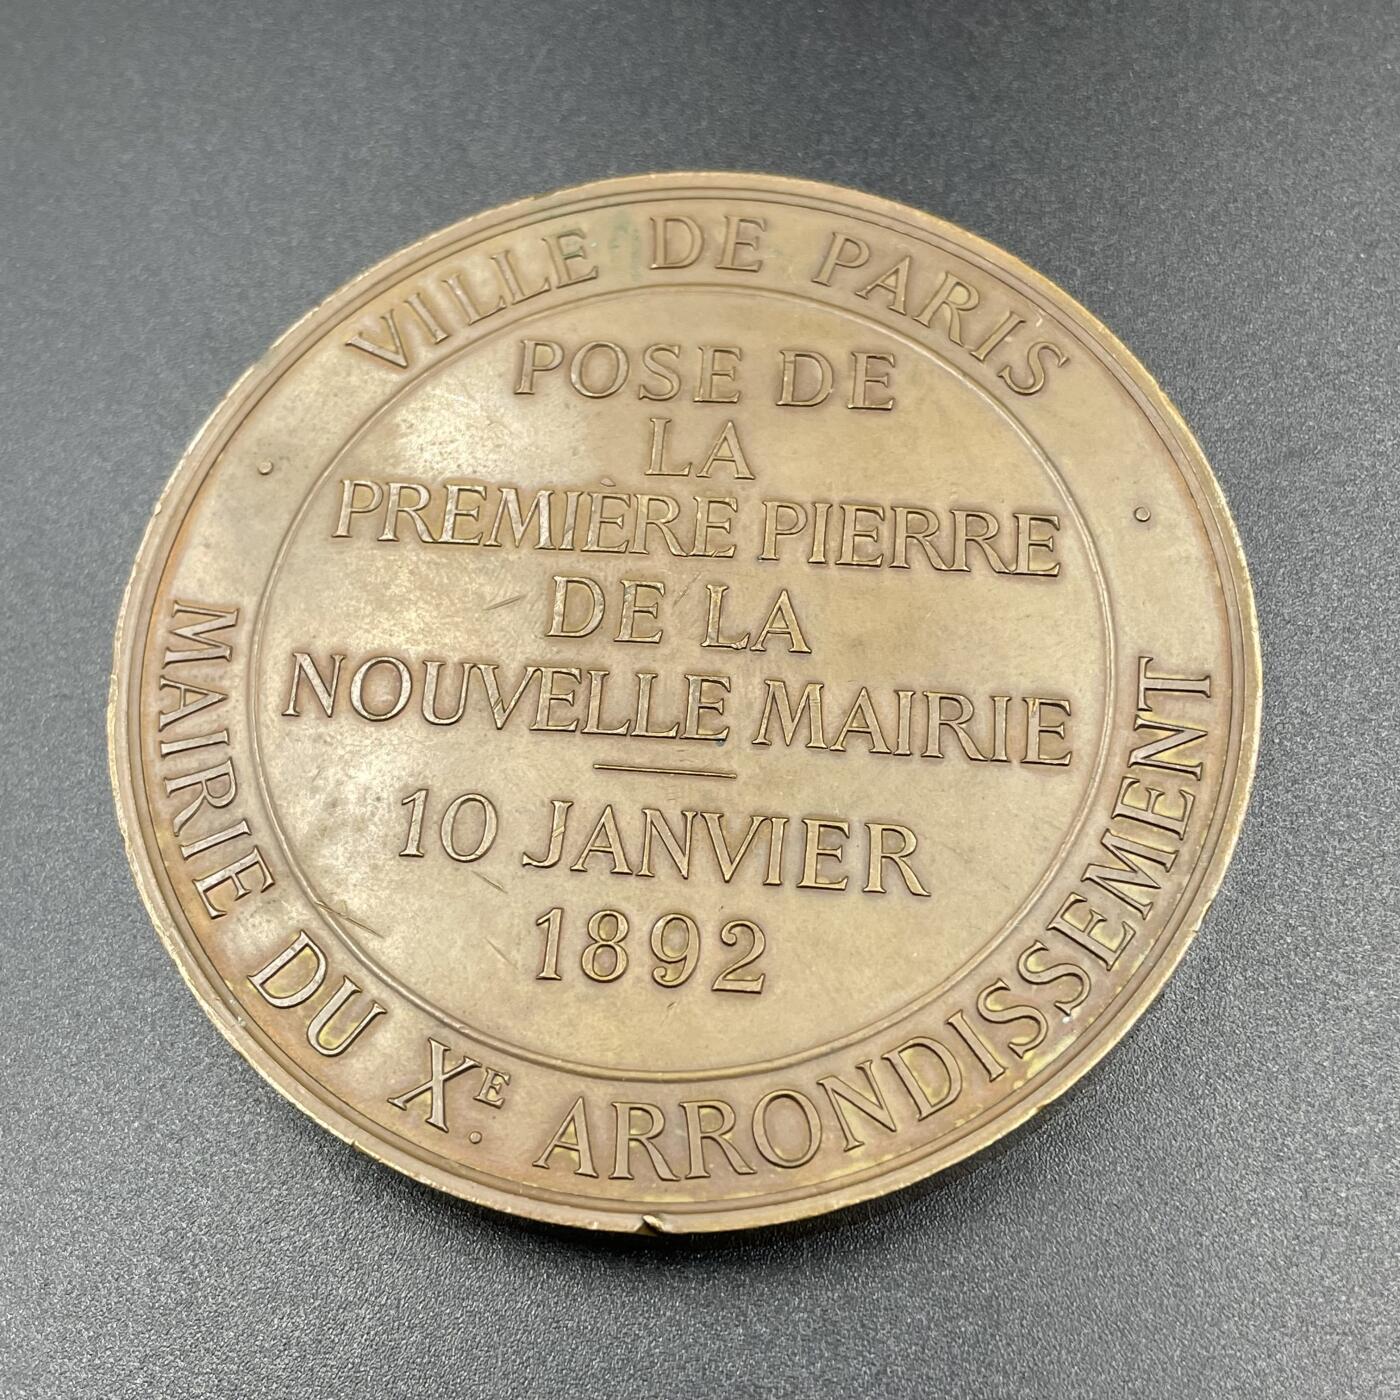 VILLE DE PARIS
POSE DE
LA
PREMIÈRE PIERRE
DE LA
NOUVELLE MAIRIE
10 JANVIER
1892
MAIRIE DU XE. ARRONDISSEMENT